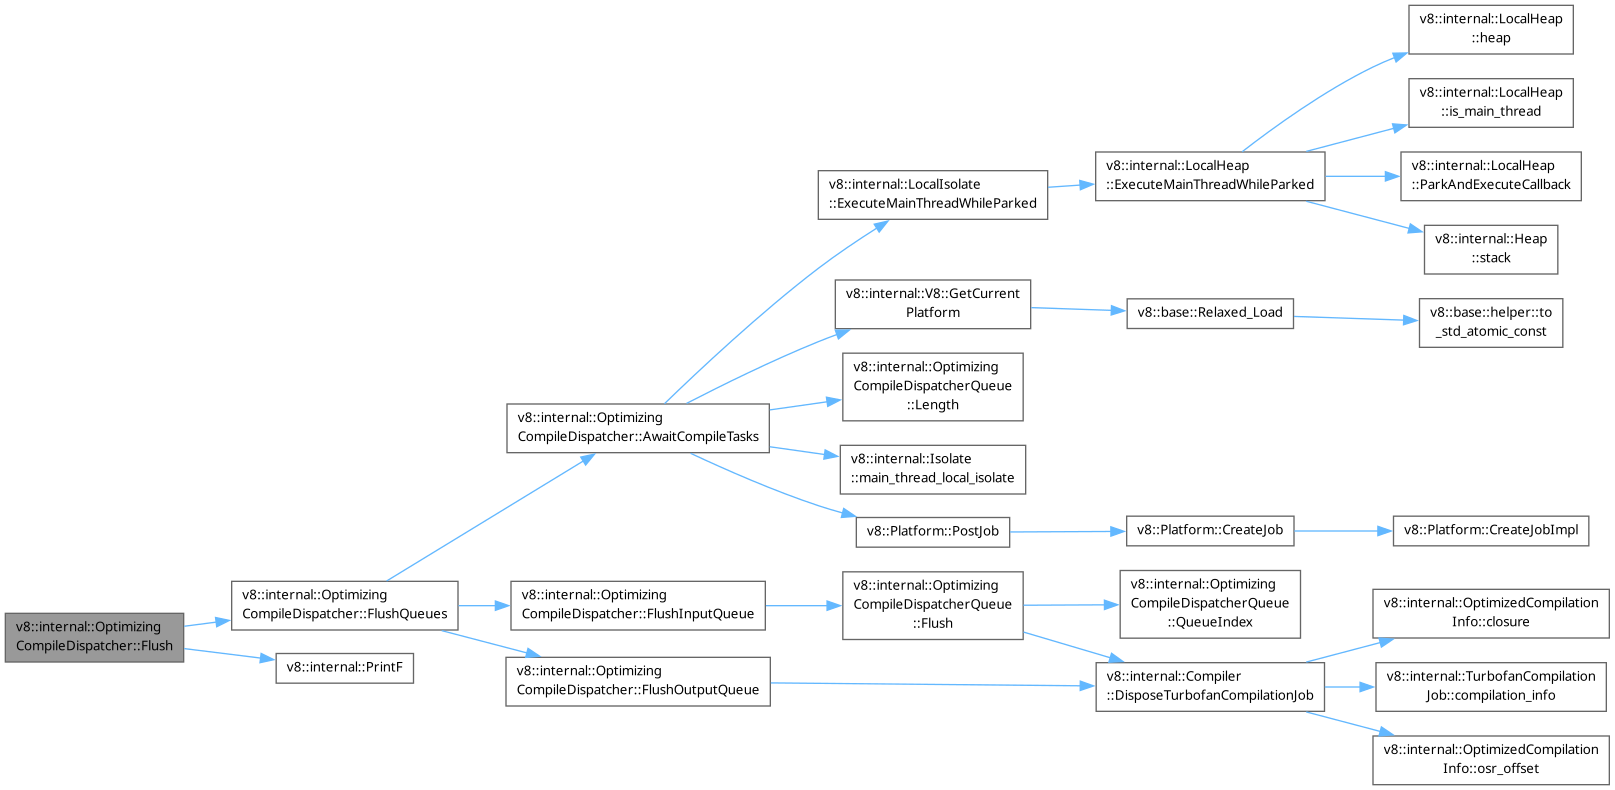 v8::internal::LocalHeap
::heap
v8::internal::LocalHeap
::is_main_thread
v8::internal::LocalHeap
::ExecuteMainThreadWhileParked
v8::internal::LocalHeap
::ParkAndExecuteCallback
v8::internal::LocalIsolate
::ExecuteMainThreadWhileParked
v8::internal::Heap
::stack
v8::internal::V8::GetCurrent
Platform
v8::base::Relaxed_Load
v8::base::helper::to
_std_atomic_const
v8::internal::Optimizing
CompileDispatcherQueue
::Length
v8::internal::Optimizing
CompileDispatcher::AwaitCompileTasks
v8::internal::Isolate
::main_thread_local_isolate
v8::Platform::PostJob
v8::Platform::CreateJob
v8::Platform::CreateJobImpl
v8::internal::Optimizing
CompileDispatcher::Flush
v8::internal::Optimizing
CompileDispatcher::FlushQueues
v8::internal::PrintF
v8::internal::Optimizing
CompileDispatcher::FlushInputQueue
v8::internal::Optimizing
CompileDispatcher::FlushOutputQueue
v8::internal::Optimizing
CompileDispatcherQueue
::Flush
v8::internal::Optimizing
CompileDispatcherQueue
::QueueIndex
v8::internal::Compiler
::DisposeTurbofanCompilationJob
v8::internal::OptimizedCompilation
Info::closure
v8::internal::TurbofanCompilation
Job::compilation_info
v8::internal::OptimizedCompilation
Info::osr_offset